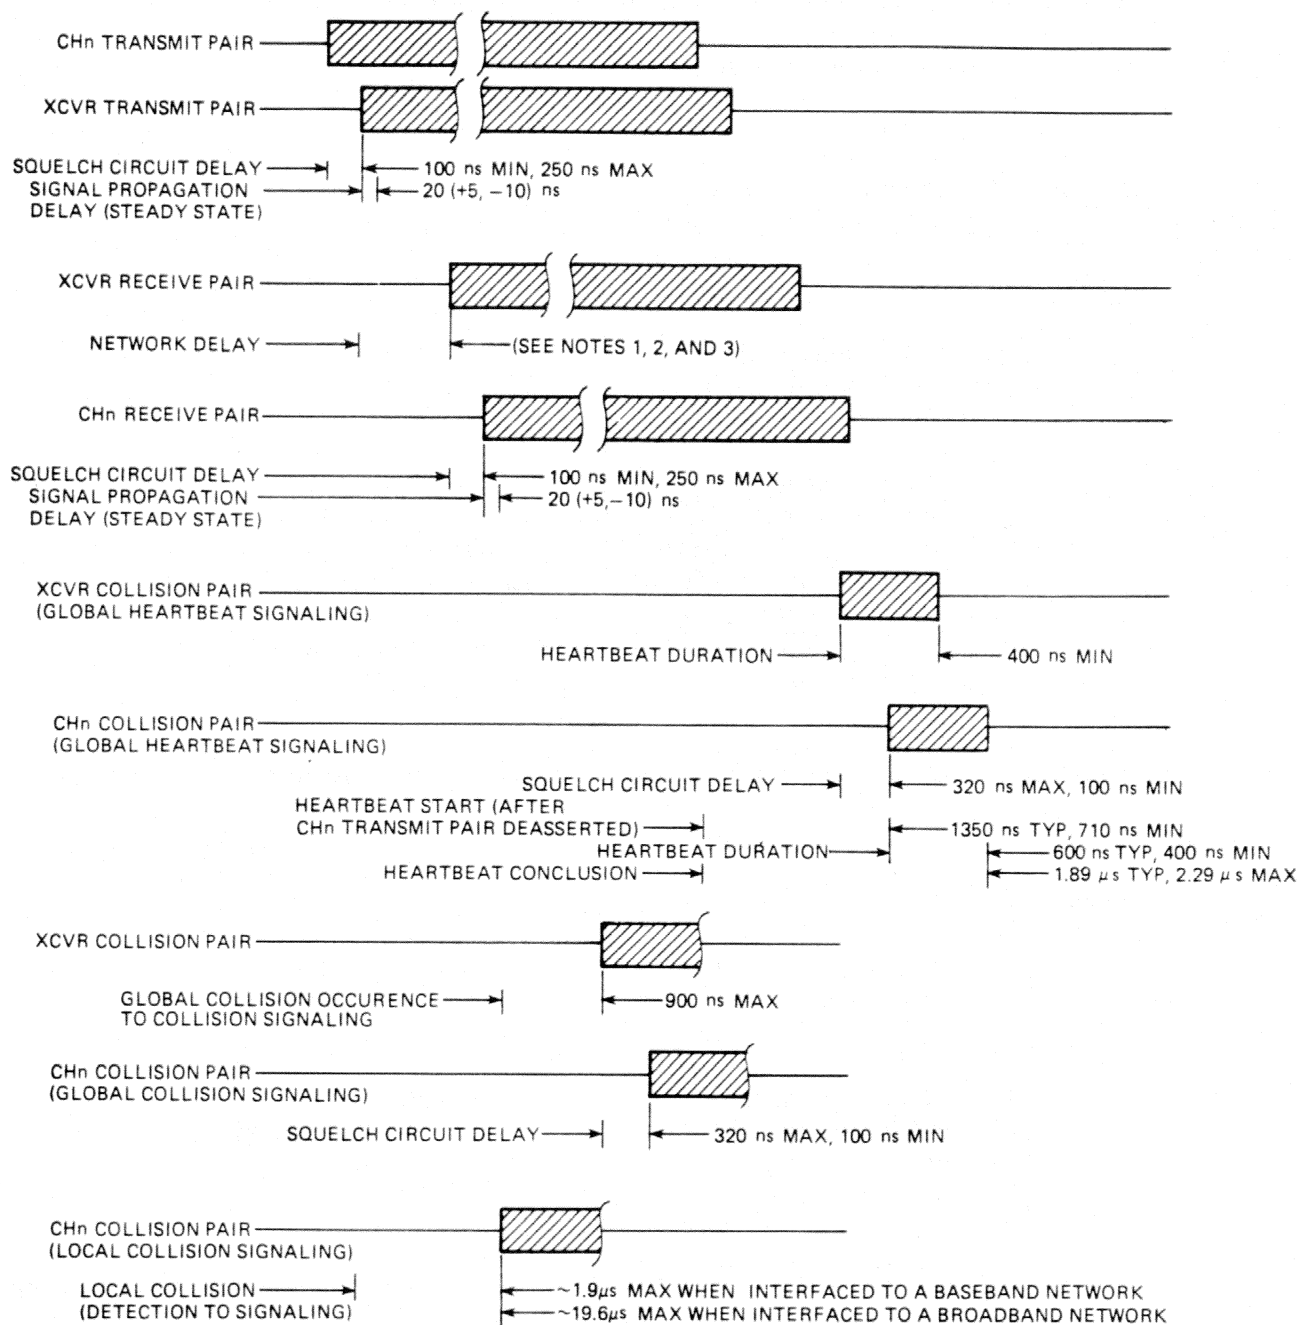 CHn TRANSMIT PAIR
XCVR TRANSMIT PAIR
SQUELCH CIRCUIT DELAY
100 ns MIN, 250 ns MAX
SIGNAL PROPAGATION
20 (+5, −10) ns
DELAY (STEADY STATE)
XCVR RECEIVE PAIR
NETWORK DELAY
(SEE NOTES 1, 2, AND 3)
CHn RECEIVE PAIR
SQUELCH CIRCUIT DELAY
100 ns MIN, 250 ns MAX
SIGNAL PROPAGATION
20 (+5,−10) ns
DELAY (STEADY STATE)
XCVR COLLISION PAIR
(GLOBAL HEARTBEAT SIGNALING)
HEARTBEAT DURATION
400 ns MIN
CHn COLLISION PAIR
(GLOBAL HEARTBEAT SIGNALING)
SQUELCH CIRCUIT DELAY
320 ns MAX, 100 ns MIN
HEARTBEAT START (AFTER
CHn TRANSMIT PAIR DEASSERTED)
1350 ns TYP, 710 ns MIN
HEARTBEAT DURATION
600 ns TYP, 400 ns MIN
HEARTBEAT CONCLUSION
1.89 μs TYP, 2.29 μs MAX
XCVR COLLISION PAIR
GLOBAL COLLISION OCCURENCE
900 ns MAX
TO COLLISION SIGNALING
CHn COLLISION PAIR
(GLOBAL COLLISION SIGNALING)
SQUELCH CIRCUIT DELAY
320 ns MAX, 100 ns MIN
CHn COLLISION PAIR
(LOCAL COLLISION SIGNALING)
LOCAL COLLISION
~1.9μs MAX WHEN INTERFACED TO A BASEBAND NETWORK
(DETECTION TO SIGNALING)
~19.6μs MAX WHEN INTERFACED TO A BROADBAND NETWORK